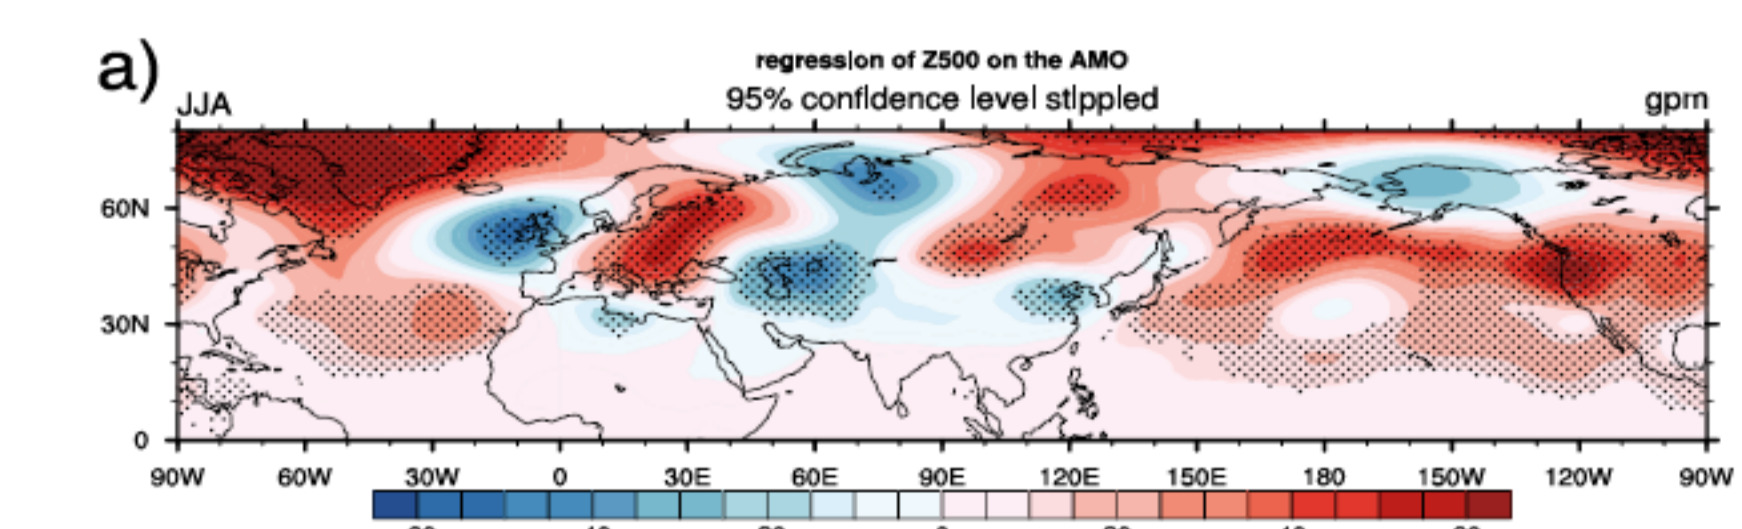 a)
regression of Z500 on the AMO
JJA 95% confidence level stippled gpm
60N
30N
0
90W 60W 30W 0 30E 60E 90E 120E 150E 180 150W 120W 90W